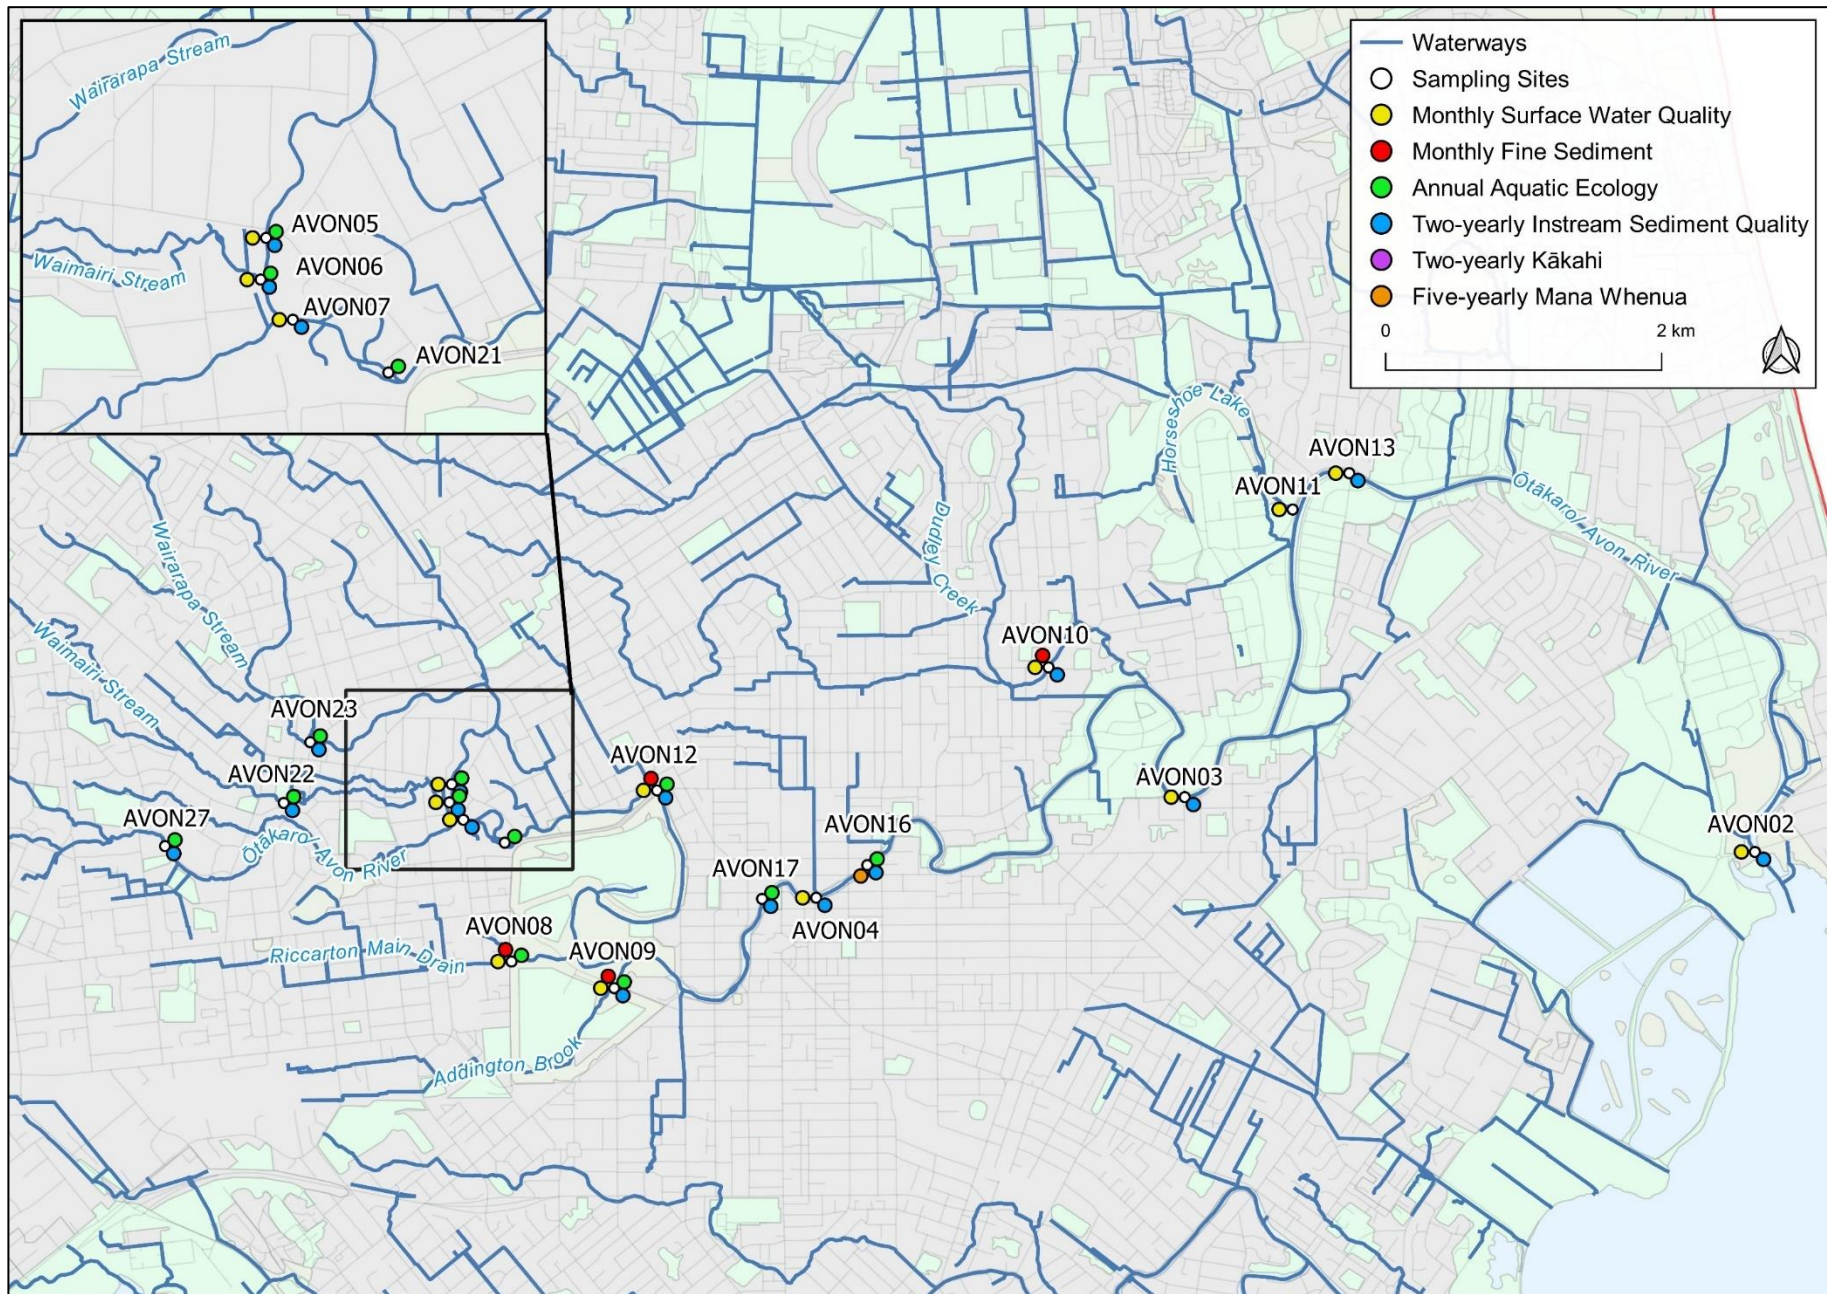 Wairarapa Stream
Waimairi Stream
AVON05
AVON06
AVON07
AVON21
Waterways
Sampling Sites
Monthly Surface Water Quality
Monthly Fine Sediment
Annual Aquatic Ecology
Two-yearly Instream Sediment Quality
Two-yearly Kākahi
Five-yearly Mana Whenua
0
2 km
Horseshoe Lake
AVON13
AVON11
Ōtākaro/ Avon River
Dudley Creek
Wairarapa Stream
Waimairi Stream
AVON10
AVON23
AVON12
AVON22
AVON03
AVON27
Ōtākaro/ Avon River
AVON16
AVON02
AVON17
AVON04
AVON08
Riccarton Main Drain
AVON09
Addington Brook